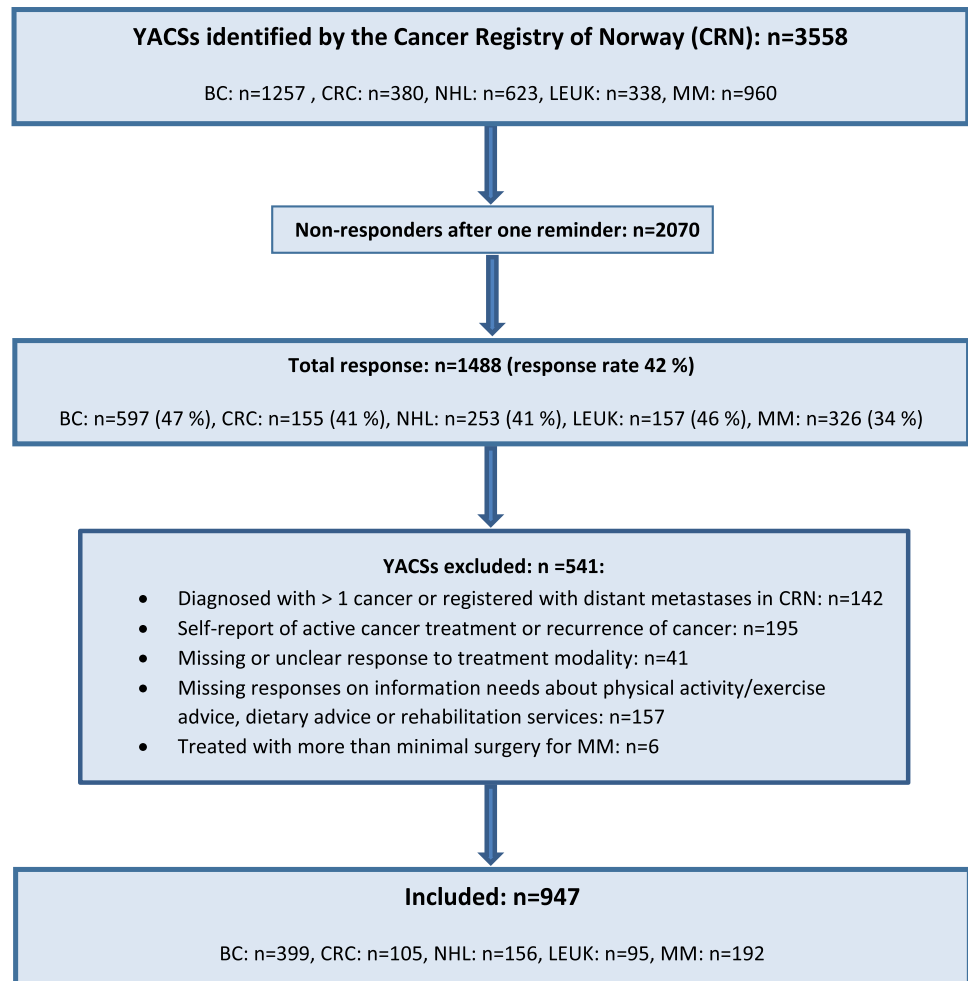 YACSs identified by the Cancer Registry of Norway (CRN): n=3558
BC: n=1257 , CRC: n=380, NHL: n=623, LEUK: n=338, MM: n=960
Non-responders after one reminder: n=2070
Total response: n=1488 (response rate 42 %)
BC: n=597 (47 %), CRC: n=155 (41 %), NHL: n=253 (41 %), LEUK: n=157 (46 %), MM: n=326 (34 %)
YACSs excluded: n =541:
• Diagnosed with > 1 cancer or registered with distant metastases in CRN: n=142
• Self-report of active cancer treatment or recurrence of cancer: n=195
• Missing or unclear response to treatment modality: n=41
• Missing responses on information needs about physical activity/exercise
advice, dietary advice or rehabilitation services: n=157
• Treated with more than minimal surgery for MM: n=6
Included: n=947
BC: n=399, CRC: n=105, NHL: n=156, LEUK: n=95, MM: n=192